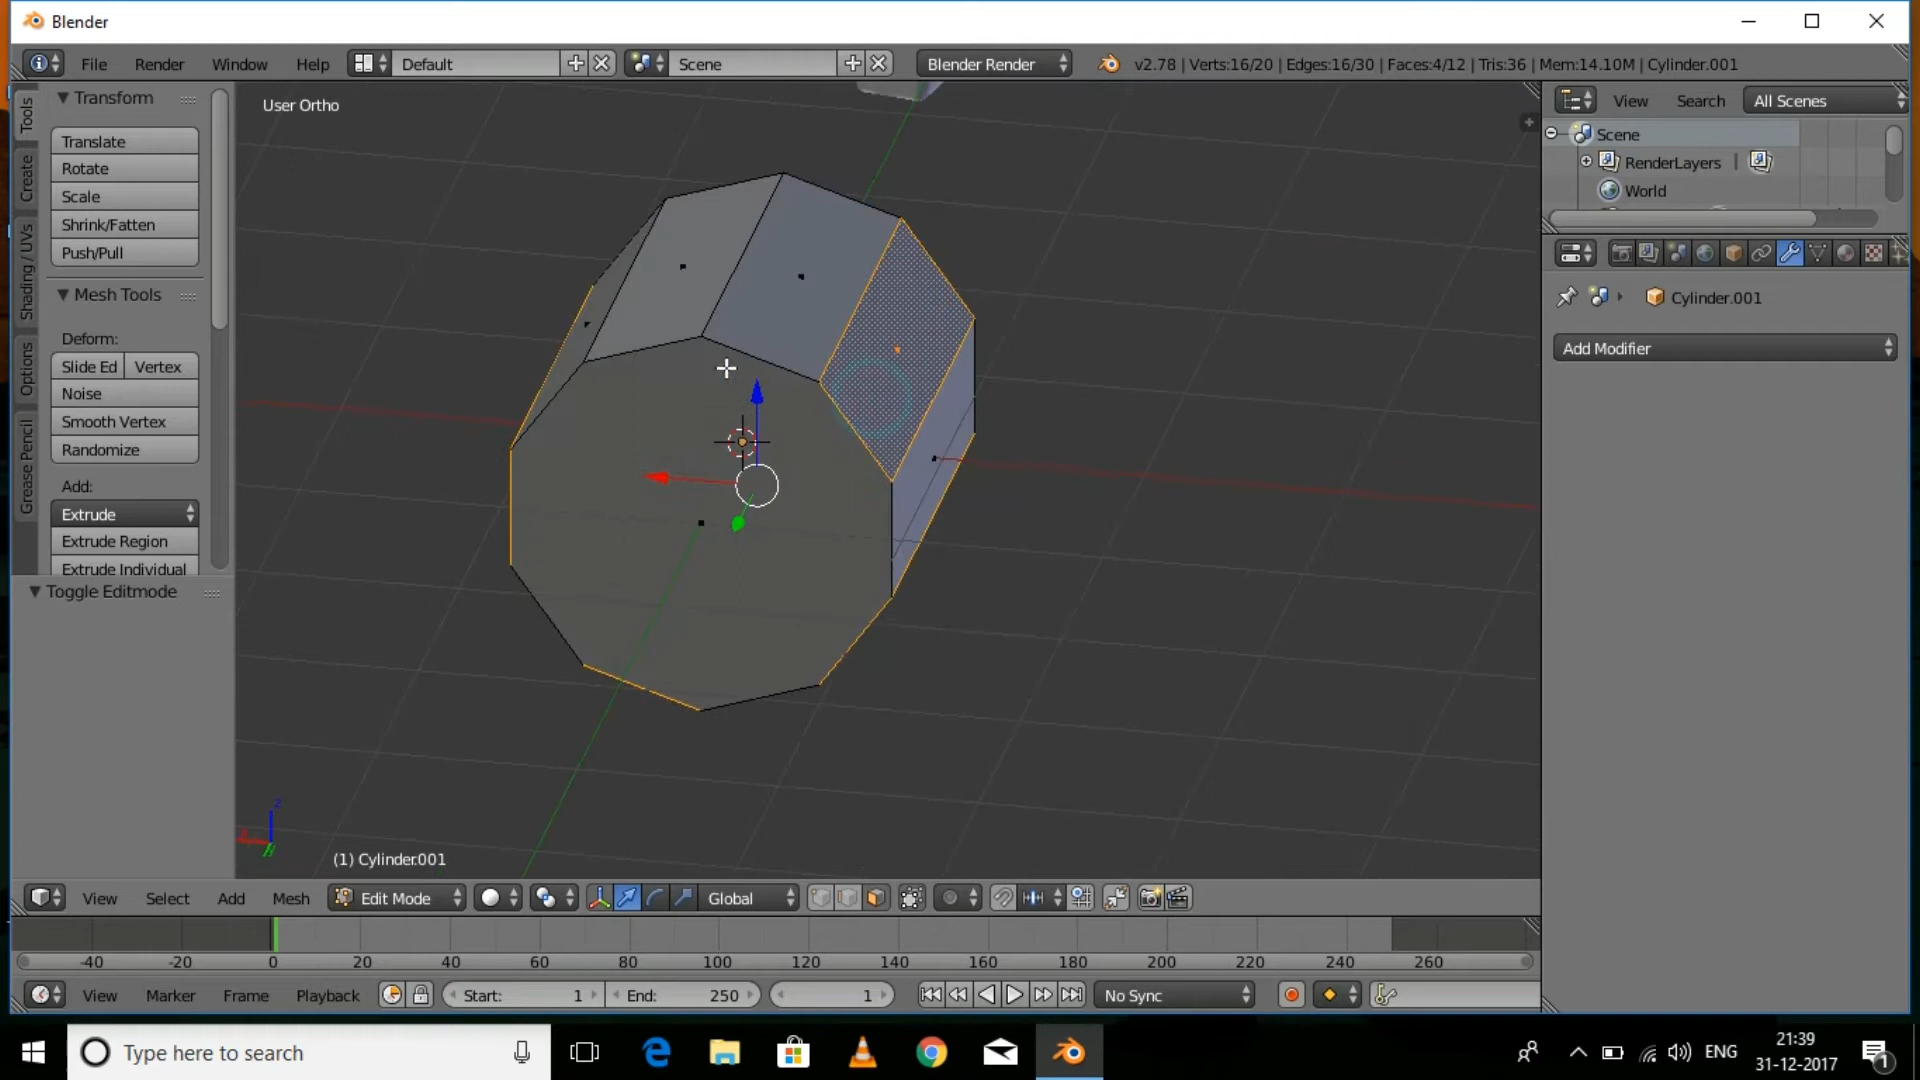 Blender
File Render Window Help Default Scene Blender Render v2.78 | Verts:16/20 | Edges:16/30 | Faces:4/12 | Tris:36 | Mem:14.10M | Cylinder.001
Tools
Create
Shading / UVs
Options
Grease Pencil
Transform
Translate
Rotate
Scale
Shrink/Fatten
Push/Pull
Mesh Tools
Deform:
Slide Ed Vertex
Noise
Smooth Vertex
Randomize
Add:
Extrude
Extrude Region
Extrude Individual
Toggle Editmode
User Ortho
(1) Cylinder.001
View Search All Scenes
Scene
RenderLayers |
World
Cylinder.001
Add Modifier
View Select Add Mesh Edit Mode Global
-40 -20 0 20 40 60 80 100 120 140 160 180 200 220 240 260
View Marker Frame Playback Start: 1 End: 250 1 No Sync
Type here to search
ENG
21:39
31-12-2017
1